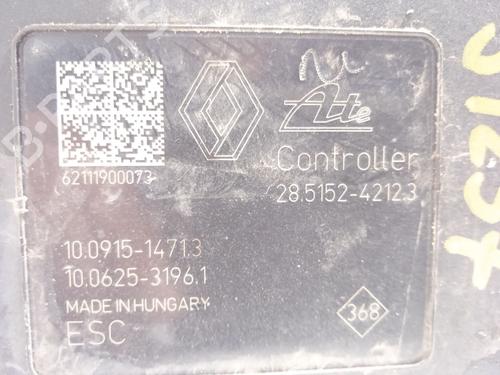 Ate
Controller
62111900073
28.5152-4212.3
10.0915-1471.3
10.0625-3196.1
MADE IN HUNGARY
ESC
368